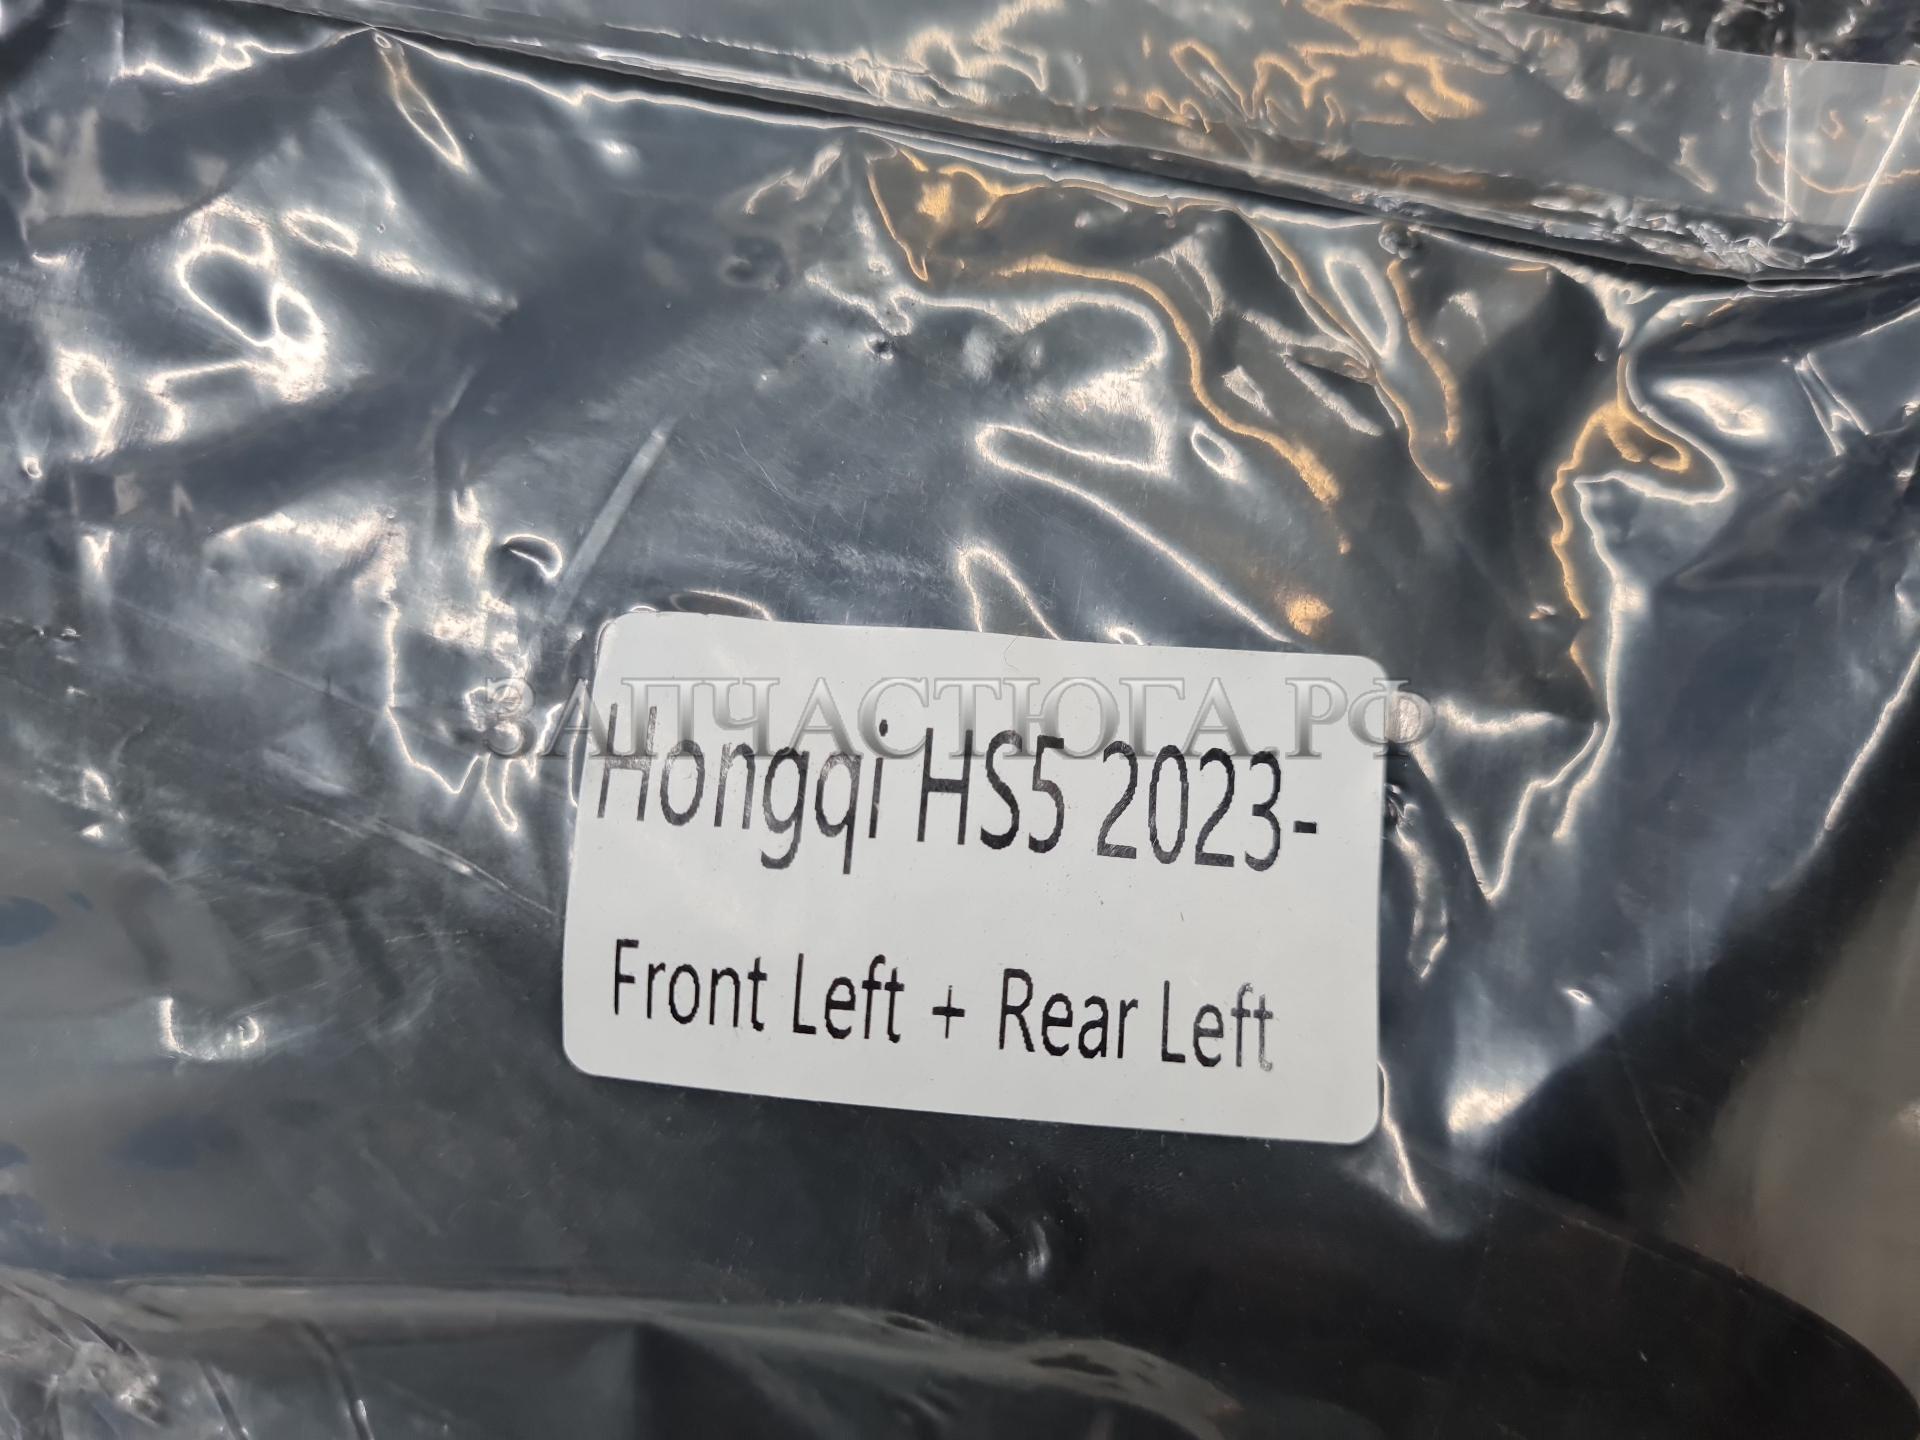 ЗАПЧАСТЮГА.РФ
Hongqi HS5 2023-
Front Left + Rear Left